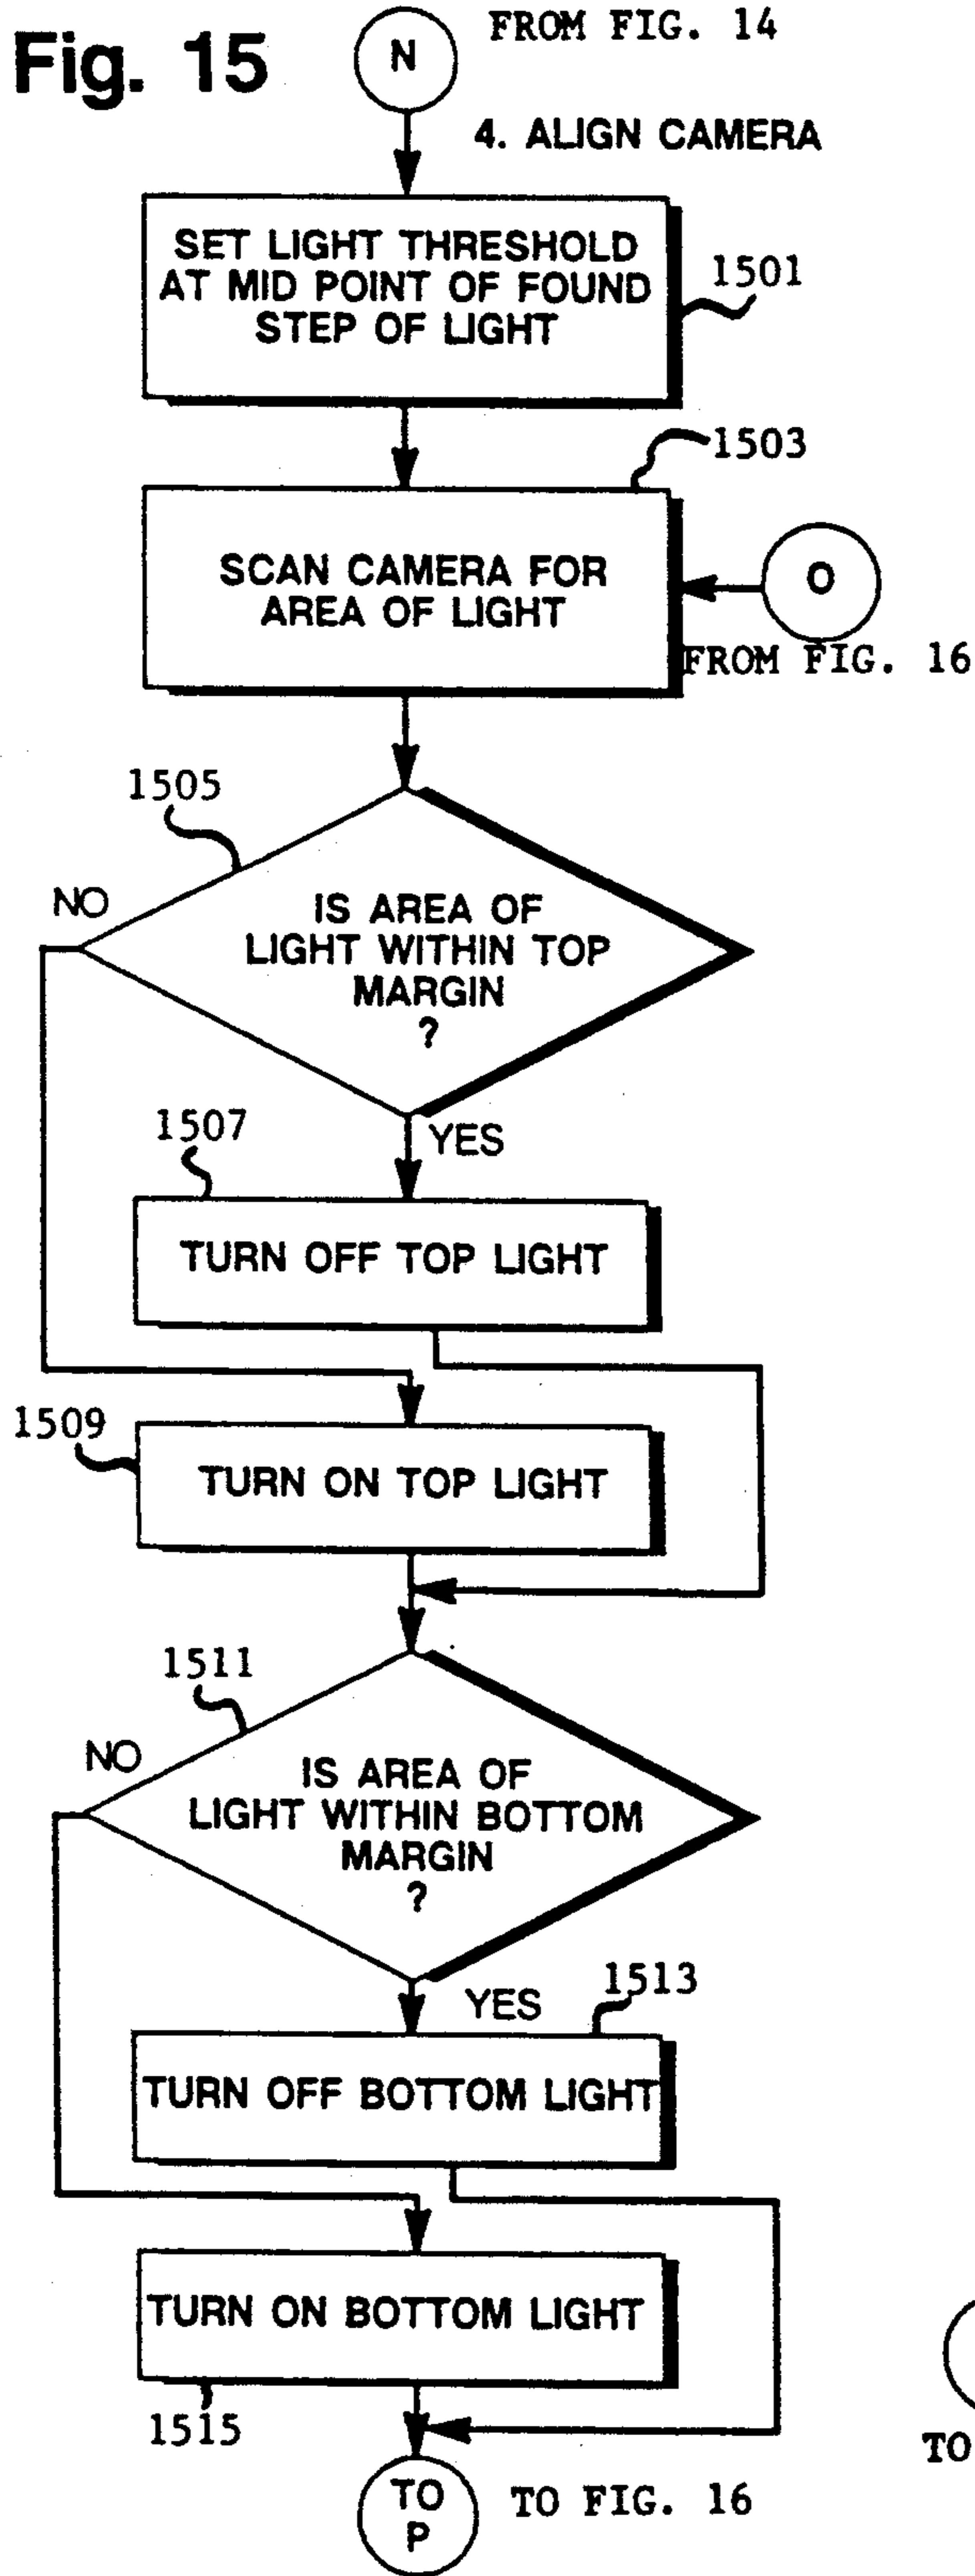 Fig. 15
N
FROM FIG. 14
4. ALIGN CAMERA
SET LIGHT THRESHOLD
AT MID POINT OF FOUND
STEP OF LIGHT
1501
1503
SCAN CAMERA FOR
AREA OF LIGHT
O
FROM FIG. 16
1505
NO
IS AREA OF
LIGHT WITHIN TOP
MARGIN
?
1507
YES
TURN OFF TOP LIGHT
1509
TURN ON TOP LIGHT
1511
NO
IS AREA OF
LIGHT WITHIN BOTTOM
MARGIN
?
YES
1513
TURN OFF BOTTOM LIGHT
TURN ON BOTTOM LIGHT
1515
TO
TO
P
TO FIG. 16